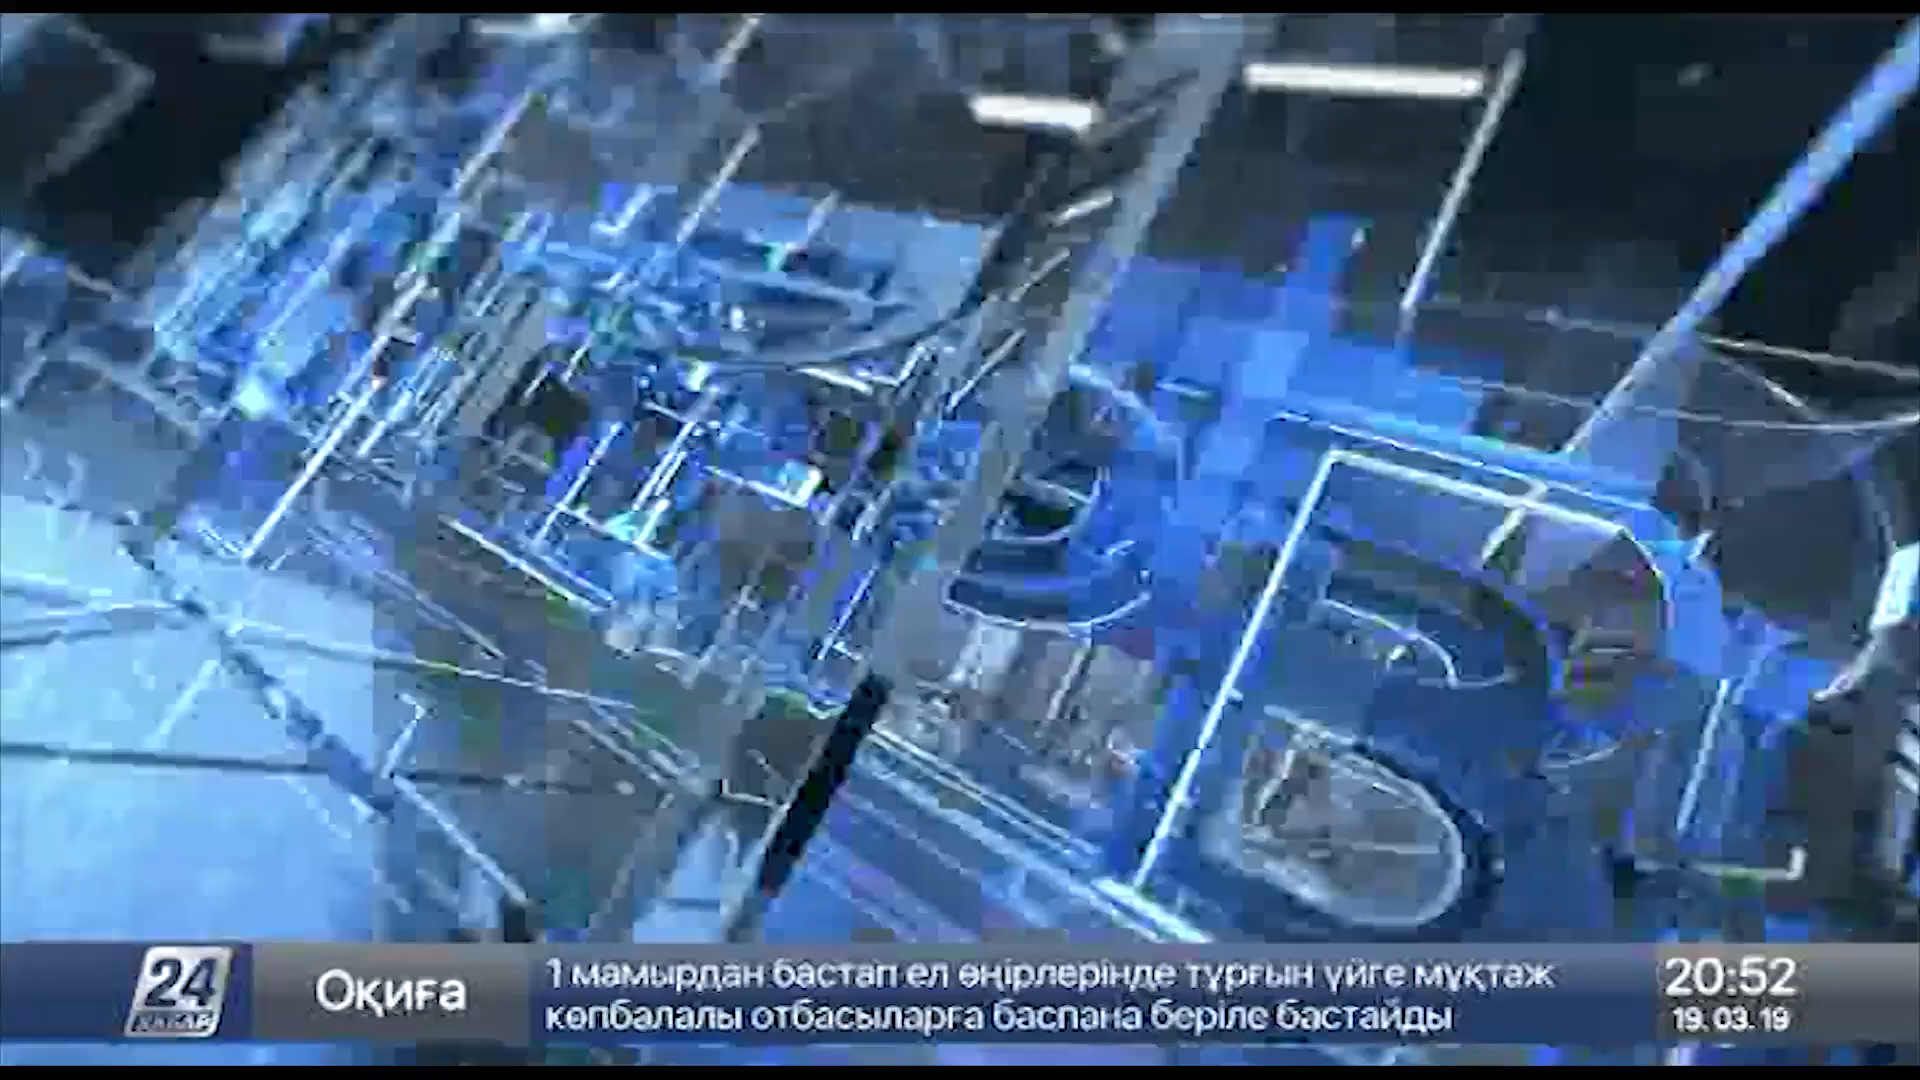 24
ХАБАР
Оқиға
1 мамырдан бастап ел өңірлерінде тұрғын үйге мұқтаж
көпбалалы отбасыларға баспана беріле бастайды
20:52
19. 03. 19